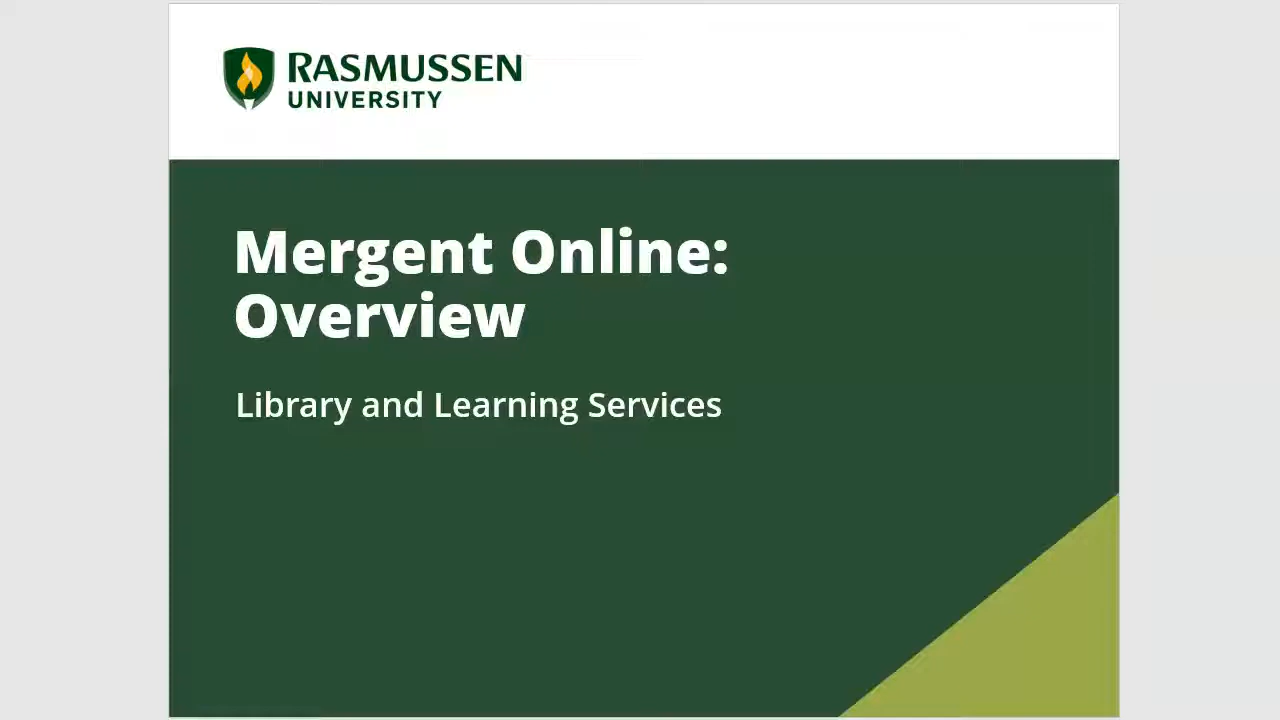 RASMUSSEN
UNIVERSITY
Mergent Online:
Overview
Library and Learning Services